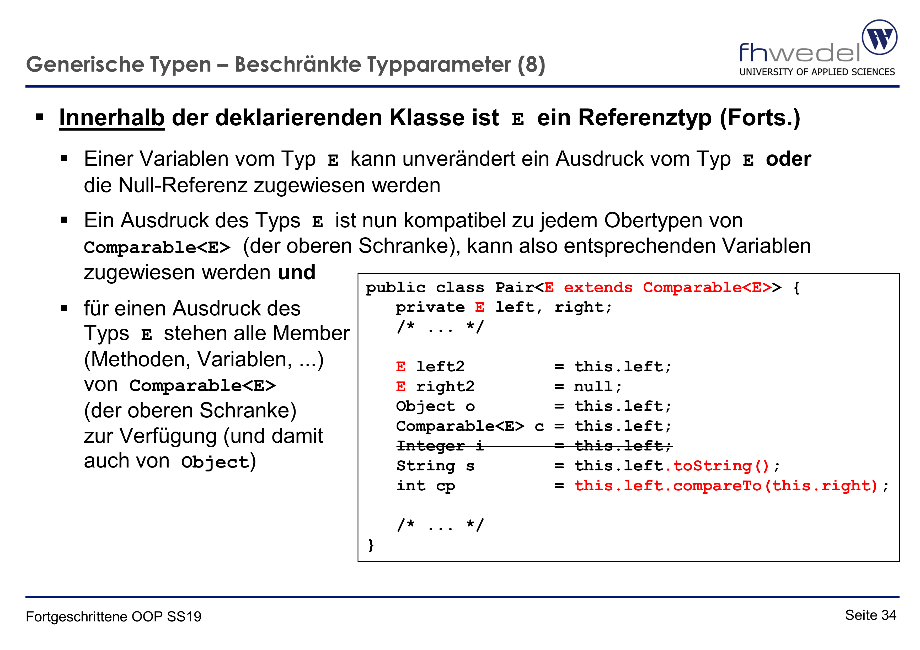 Generische Typen – Beschränkte Typparameter (8)
fhwedel
UNIVERSITY OF APPLIED SCIENCES
▪ Innerhalb der deklarierenden Klasse ist E ein Referenztyp (Forts.)
▪ Einer Variablen vom Typ E kann unverändert ein Ausdruck vom Typ E oder
die Null-Referenz zugewiesen werden
▪ Ein Ausdruck des Typs E ist nun kompatibel zu jedem Obertypen von
Comparable<E> (der oberen Schranke), kann also entsprechenden Variablen
zugewiesen werden und
▪ für einen Ausdruck des
Typs E stehen alle Member
(Methoden, Variablen, ...)
von Comparable<E>
(der oberen Schranke)
zur Verfügung (und damit
auch von Object)
public class Pair<E extends Comparable<E>> {
private E left, right;
/* ... */
E left2 = this.left;
E right2 = null;
Object o = this.left;
Comparable<E> c = this.left;
Integer i = this.left;
String s = this.left.toString();
int cp = this.left.compareTo(this.right);
/* ... */
}
Fortgeschrittene OOP SS19
Seite 34